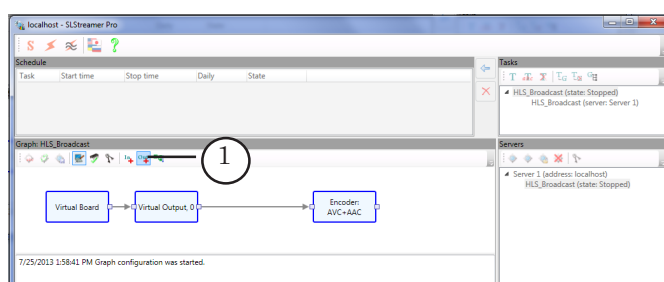 localhost - SLStreamer Pro
Schedule
Task Start time Stop time Daily State
Tasks
HLS_Broadcast (state: Stopped)
HLS_Broadcast (server: Server 1)
Graph: HLS_Broadcast
1
Virtual Board
Virtual Output, 0
Encoder:
AVC+AAC
Servers
Server 1 (address: localhost)
HLS_Broadcast (state: Stopped)
7/25/2013 1:58:41 PM Graph configuration was started.